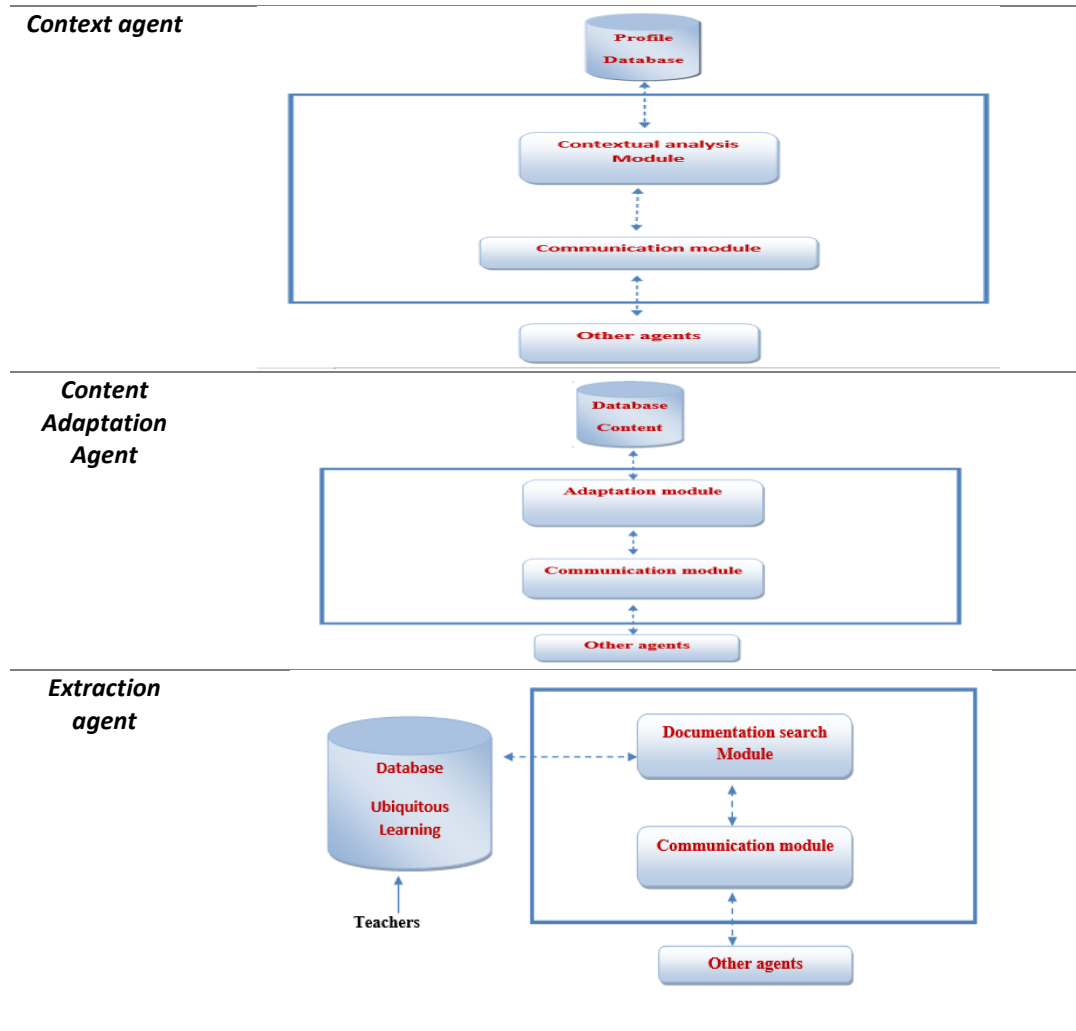 Context agent
Profile
Database
Contextual analysis
Module
Communication module
Other agents
Content
Adaptation
Agent
Database
Content
Adaptation module
Communication module
Other agents
Extraction
agent
Database
Ubiquitous
Learning
Teachers
Documentation search
Module
Communication module
Other agents